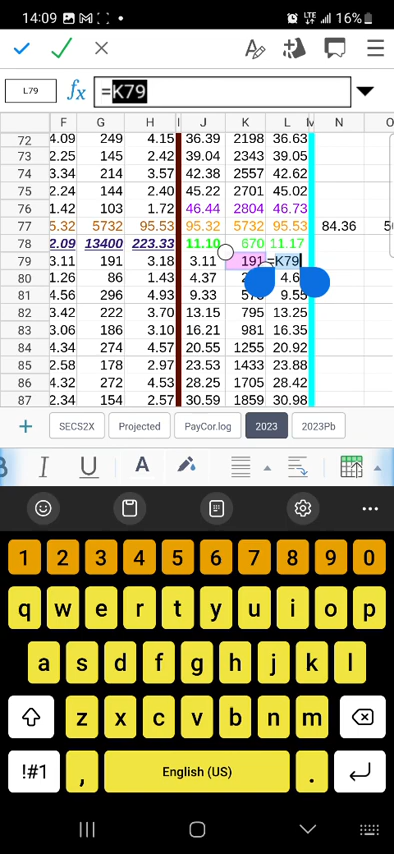 14:09 LTE 16%
L79 fx =K79
F G H I J K L M N O
72 4.09 249 4.15 36.39 2198 36.63
73 2.25 145 2.42 39.04 2343 39.05
74 3.34 214 3.57 42.38 2557 42.62
75 2.24 144 2.40 45.22 2701 45.02
76 1.42 103 1.72 46.44 2804 46.73
77 5.32 5732 95.53 95.32 5732 95.53 84.36 5
78 2.09 13400 223.33 11.10 670 11.17
79 3.11 191 3.18 3.11 191 =K79
80 1.26 86 1.43 4.37 2 4.6
81 4.56 296 4.93 9.33 57 9.55
82 3.42 222 3.70 13.15 795 13.25
83 3.06 186 3.10 16.21 981 16.35
84 4.34 274 4.57 20.55 1255 20.92
85 2.58 178 2.97 23.53 1433 23.88
86 4.32 272 4.53 28.25 1705 28.42
87 2.34 154 2.57 30.59 1859 30.98
+ SECS2X Projected PayCor.log 2023 2023Pb
B I U A
1 2 3 4 5 6 7 8 9 0
q w e r t y u i o p
a s d f g h j k l
z x c v b n m
!#1 , English (US) .